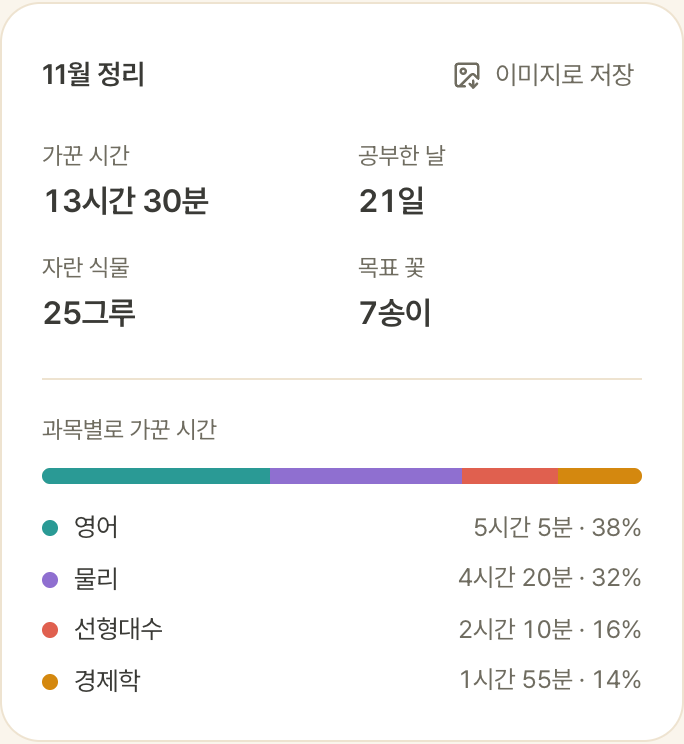 11월 정리
이미지로 저장
가꾼 시간
공부한 날
13시간 30분
21일
자란 식물
목표 꽃
25그루
7송이
과목별로 가꾼 시간
영어
5시간 5분 · 38%
물리
4시간 20분 · 32%
선형대수
2시간 10분 · 16%
경제학
1시간 55분 · 14%